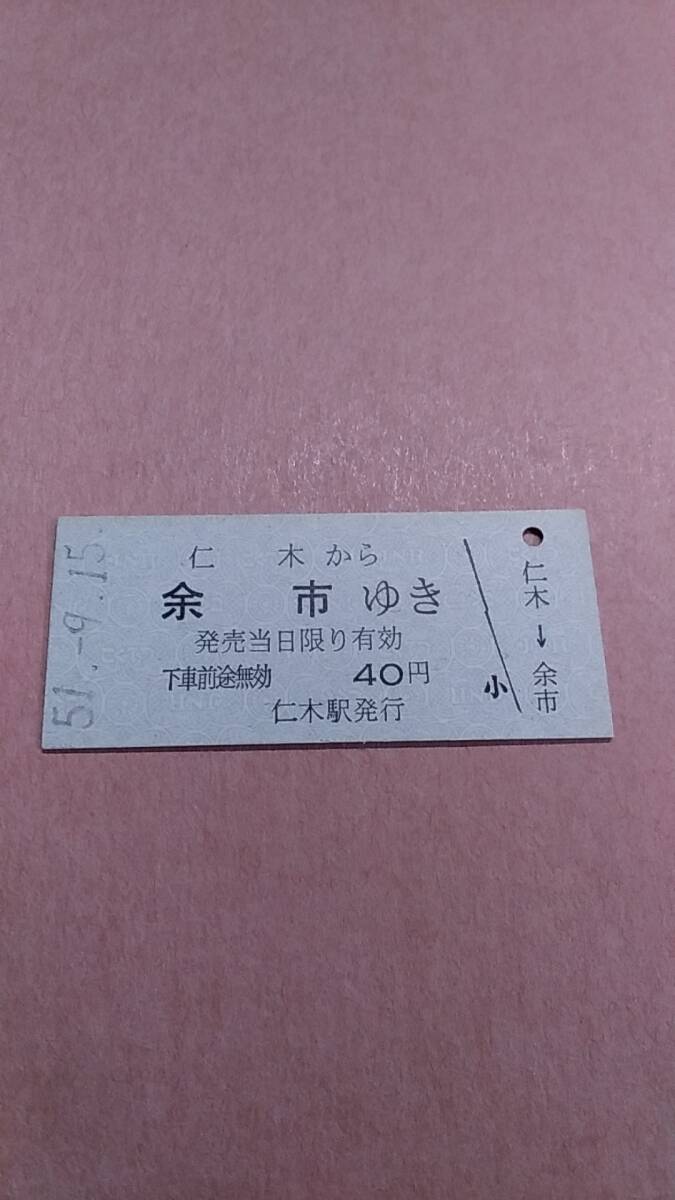 51.-9.15.
仁木から
余市ゆき
発売当日限り有効
下車前途無効 40円
仁木駅発行
小
仁木→余市